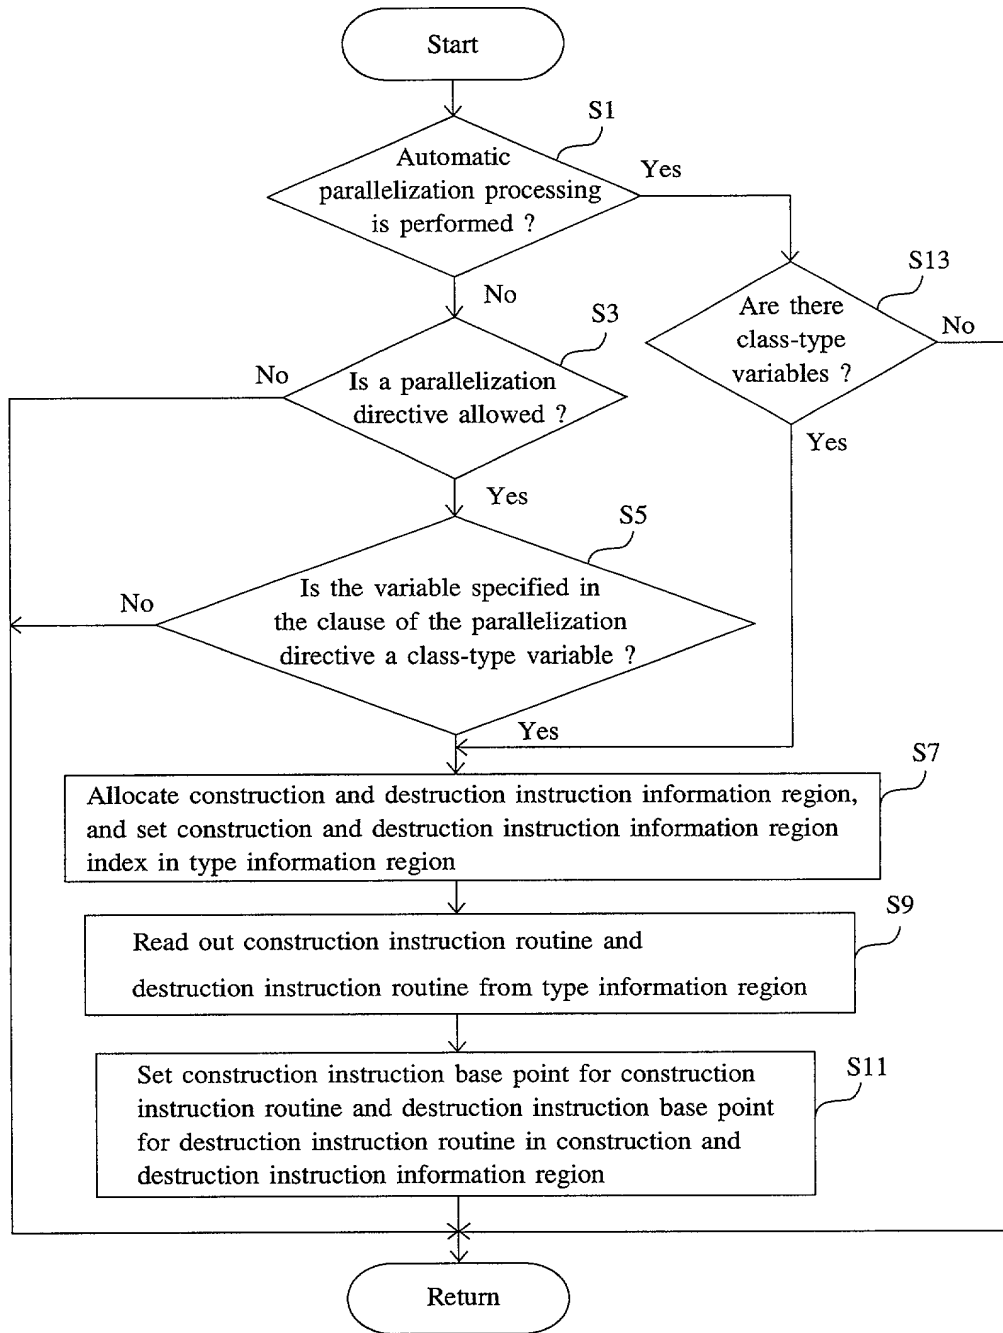 Start
S1
Automatic
parallelization processing
is performed ?
Yes
No
S13
Are there
class-type
variables ?
No
Yes
S3
Is a parallelization
directive allowed ?
No
Yes
S5
Is the variable specified in
the clause of the parallelization
directive a class-type variable ?
No
Yes
S7
Allocate construction and destruction instruction information region,
and set construction and destruction instruction information region
index in type information region
S9
Read out construction instruction routine and
destruction instruction routine from type information region
S11
Set construction instruction base point for construction
instruction routine and destruction instruction base point
for destruction instruction routine in construction and
destruction instruction information region
Return